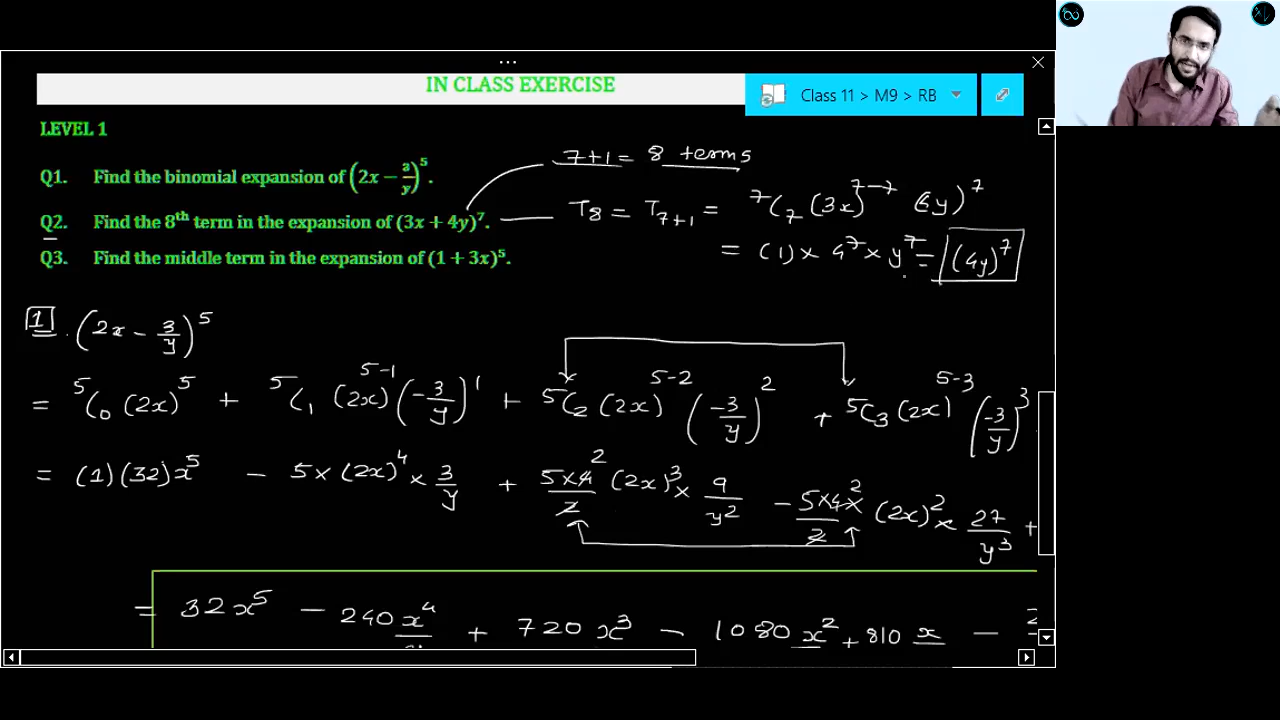 IN CLASS EXERCISE
Class 11 > M9 > RB
LEVEL 1
7+1 = 8 terms
Q1. Find the binomial expansion of (2x − 3/y)^5.
Q2. Find the 8th term in the expansion of (3x + 4y)^7.
T8 = T7+1 = 7C7 (3x)^7−7 (4y)^7
= (1) × 4^7 × y^7 = (4y)^7
Q3. Find the middle term in the expansion of (1 + 3x)^5.
1. (2x − 3/y)^5
= 5C0 (2x)^5 + 5C1 (2x)^5−1 (−3/y)^1 + 5C2 (2x)^5−2 (−3/y)^2 + 5C3 (2x)^5−3 (−3/y)^3
= (1)(32)x^5 − 5×(2x)^4 × 3/y + 5×4/2 (2x)^3 × 9/y^2 − 5×4×/2 (2x)^2 × 27/y^3 +
= 32x^5 − 240x^4 + 720x^3 − 1080x^2 + 810x −